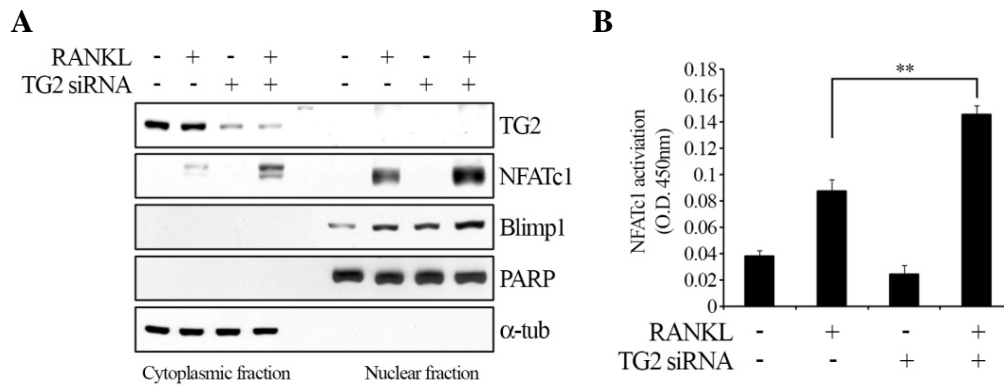 A
RANKL - + - + - + - +
TG2 siRNA - - + + - - + +
TG2
NFATc1
Blimp1
PARP
α-tub
Cytoplasmic fraction Nuclear fraction
B
**
NFATc1 activiation
(O.D. 450nm)
0.18
0.16
0.14
0.12
0.1
0.08
0.06
0.04
0.02
0
RANKL - + - +
TG2 siRNA - - + +